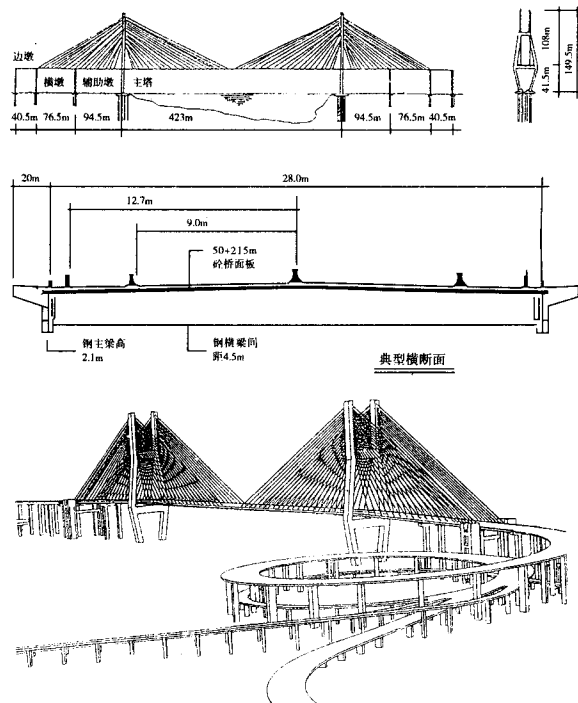 边墩
横墩 辅助墩 主塔
40.5m 76.5m 94.5m 423m 94.5m 76.5m 40.5m
108m
41.5m
149.5m
20m 28.0m
12.7m
9.0m
50+215m
砼桥面板
钢主梁高
2.1m
钢横梁间
距4.5m
典型横断面